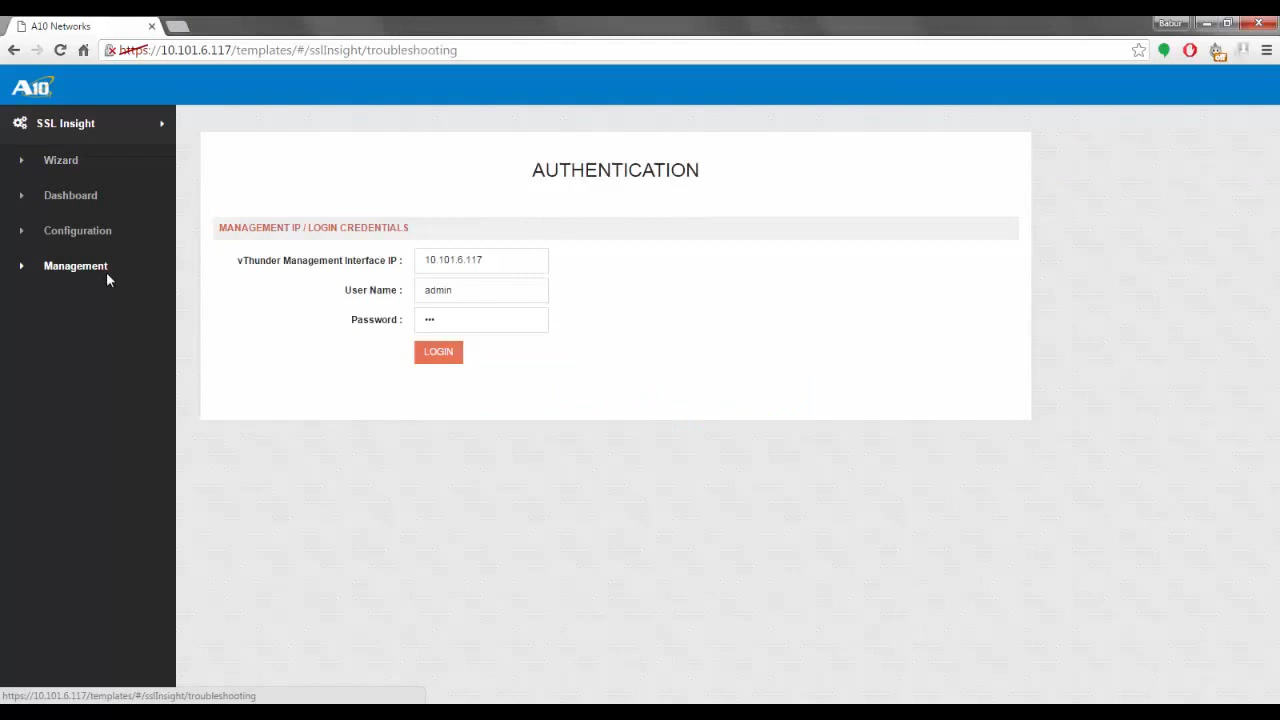 A10 Networks
Babur
https://10.101.6.117/templates/#/sslInsight/troubleshooting
off
A10
SSL Insight
Wizard
Dashboard
Configuration
Management
AUTHENTICATION
MANAGEMENT IP / LOGIN CREDENTIALS
vThunder Management Interface IP : 10.101.6.117
User Name : admin
Password : •••
LOGIN
https://10.101.6.117/templates/#/sslInsight/troubleshooting